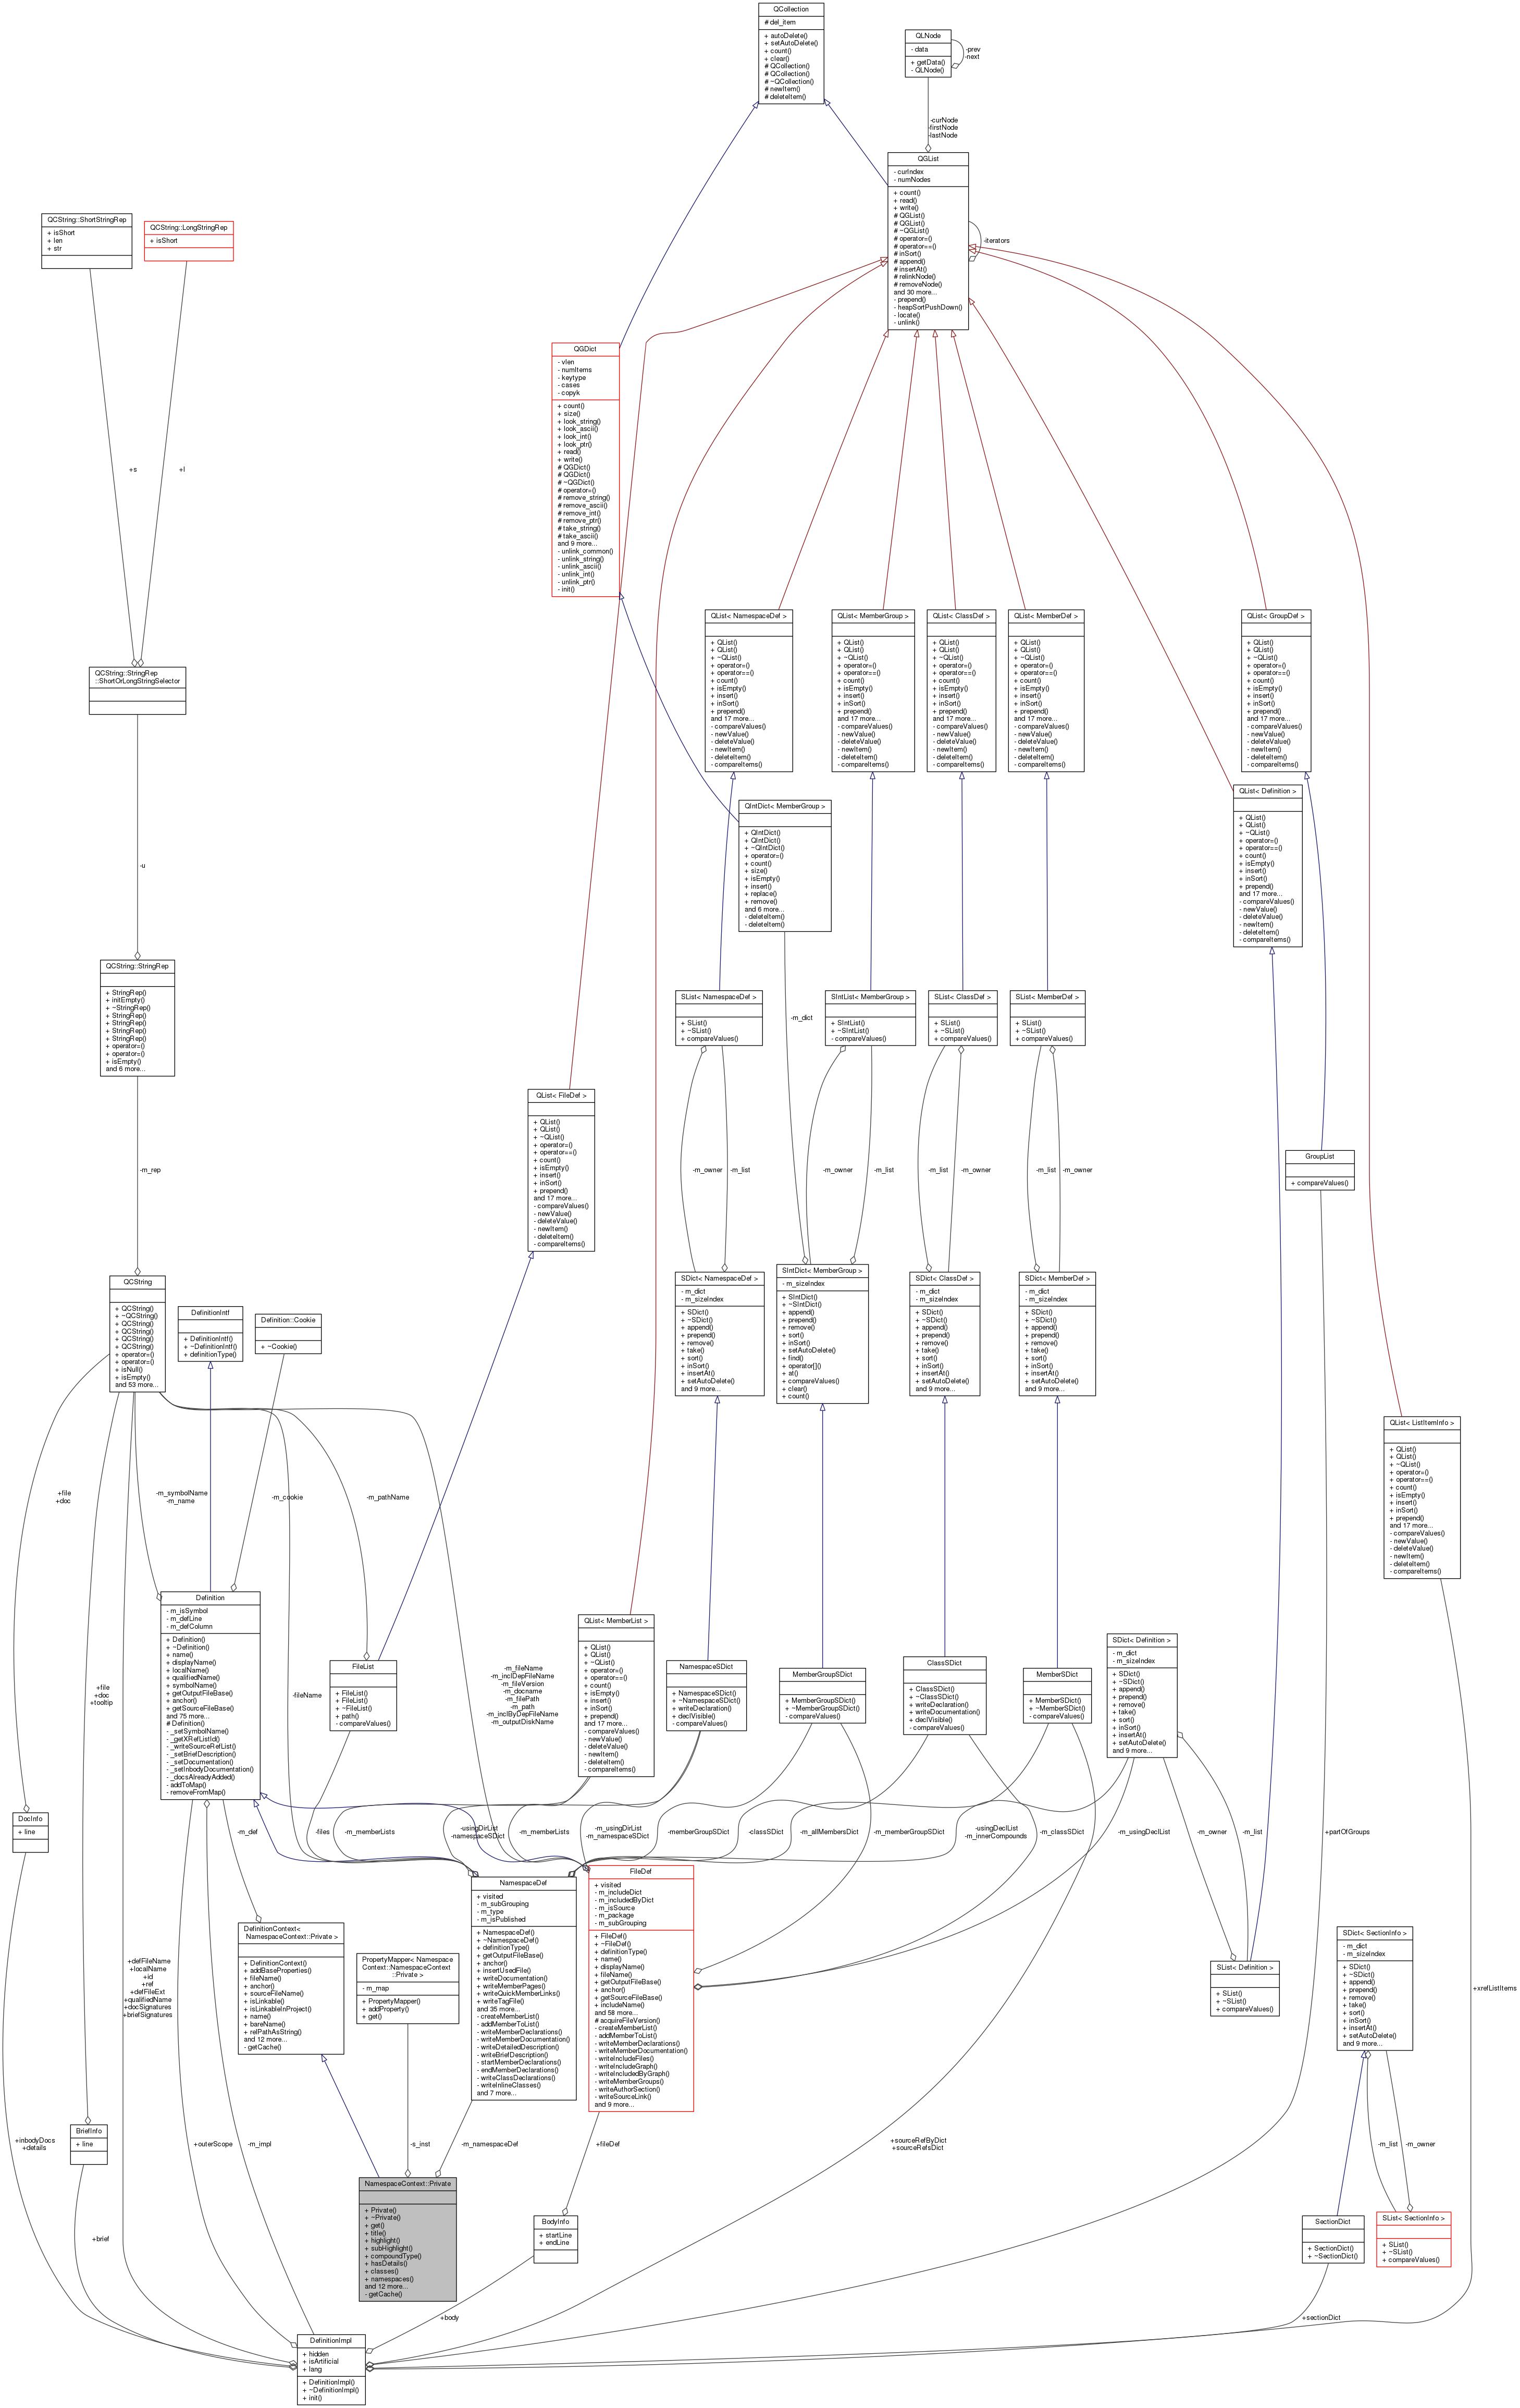 QCollection
# del_item
+ autoDelete()
+ setAutoDelete()
+ count()
+ clear()
# QCollection()
# QCollection()
# ~QCollection()
# newItem()
# deleteItem()
QLNode
- data
+ getData()
- QLNode()
-prev
-next
-curNode
-firstNode
-lastNode
QGList
- curIndex
- numNodes
+ count()
+ read()
+ write()
# QGList()
# QGList()
# ~QGList()
# operator=()
# operator==()
# inSort()
# append()
# insertAt()
# relinkNode()
# removeNode()
and 30 more...
- prepend()
- heapSortPushDown()
- locate()
- unlink()
-iterators
QCString::ShortStringRep
+ isShort
+ len
+ str
QCString::LongStringRep
+ isShort
+s
+l
QGDict
- vlen
- numItems
- keytype
- cases
- copyk
+ count()
+ size()
+ look_string()
+ look_ascii()
+ look_int()
+ look_ptr()
+ read()
+ write()
# QGDict()
# QGDict()
# ~QGDict()
# operator=()
# remove_string()
# remove_ascii()
# remove_int()
# remove_ptr()
# take_string()
# take_ascii()
and 9 more...
- unlink_common()
- unlink_string()
- unlink_ascii()
- unlink_int()
- unlink_ptr()
- init()
QList< NamespaceDef >
+ QList()
+ QList()
+ ~QList()
+ operator=()
+ operator==()
+ count()
+ isEmpty()
+ insert()
+ inSort()
+ prepend()
and 17 more...
- compareValues()
- newValue()
- deleteValue()
- newItem()
- deleteItem()
- compareItems()
QList< MemberGroup >
+ QList()
+ QList()
+ ~QList()
+ operator=()
+ operator==()
+ count()
+ isEmpty()
+ insert()
+ inSort()
+ prepend()
and 17 more...
- compareValues()
- newValue()
- deleteValue()
- newItem()
- deleteItem()
- compareItems()
QList< ClassDef >
+ QList()
+ QList()
+ ~QList()
+ operator=()
+ operator==()
+ count()
+ isEmpty()
+ insert()
+ inSort()
+ prepend()
and 17 more...
- compareValues()
- newValue()
- deleteValue()
- newItem()
- deleteItem()
- compareItems()
QList< MemberDef >
+ QList()
+ QList()
+ ~QList()
+ operator=()
+ operator==()
+ count()
+ isEmpty()
+ insert()
+ inSort()
+ prepend()
and 17 more...
- compareValues()
- newValue()
- deleteValue()
- newItem()
- deleteItem()
- compareItems()
QList< GroupDef >
+ QList()
+ QList()
+ ~QList()
+ operator=()
+ operator==()
+ count()
+ isEmpty()
+ insert()
+ inSort()
+ prepend()
and 17 more...
- compareValues()
- newValue()
- deleteValue()
- newItem()
- deleteItem()
- compareItems()
QCString::StringRep
::ShortOrLongStringSelector
-u
QList< Definition >
+ QList()
+ QList()
+ ~QList()
+ operator=()
+ operator==()
+ count()
+ isEmpty()
+ insert()
+ inSort()
+ prepend()
and 17 more...
- compareValues()
- newValue()
- deleteValue()
- newItem()
- deleteItem()
- compareItems()
QIntDict< MemberGroup >
+ QIntDict()
+ QIntDict()
+ ~QIntDict()
+ operator=()
+ count()
+ size()
+ isEmpty()
+ insert()
+ replace()
+ remove()
and 6 more...
- deleteItem()
- deleteItem()
QCString::StringRep
+ StringRep()
+ initEmpty()
+ ~StringRep()
+ StringRep()
+ StringRep()
+ StringRep()
+ StringRep()
+ operator=()
+ operator=()
+ isEmpty()
and 6 more...
SList< NamespaceDef >
+ SList()
+ ~SList()
+ compareValues()
-m_dict
SIntList< MemberGroup >
+ SIntList()
+ ~SIntList()
- compareValues()
SList< ClassDef >
+ SList()
+ ~SList()
+ compareValues()
SList< MemberDef >
+ SList()
+ ~SList()
+ compareValues()
QList< FileDef >
+ QList()
+ QList()
+ ~QList()
+ operator=()
+ operator==()
+ count()
+ isEmpty()
+ insert()
+ inSort()
+ prepend()
and 17 more...
- compareValues()
- newValue()
- deleteValue()
- newItem()
- deleteItem()
- compareItems()
GroupList
+ compareValues()
-m_rep
-m_owner
-m_list
-m_owner
-m_list
-m_list
-m_owner
-m_list
-m_owner
QCString
+ QCString()
+ ~QCString()
+ QCString()
+ QCString()
+ QCString()
+ QCString()
+ operator=()
+ operator=()
+ isNull()
+ isEmpty()
and 53 more...
DefinitionIntf
+ DefinitionIntf()
+ ~DefinitionIntf()
+ definitionType()
Definition::Cookie
+ ~Cookie()
SDict< NamespaceDef >
- m_dict
- m_sizeIndex
+ SDict()
+ ~SDict()
+ append()
+ prepend()
+ remove()
+ take()
+ sort()
+ inSort()
+ insertAt()
+ setAutoDelete()
and 9 more...
SIntDict< MemberGroup >
- m_sizeIndex
+ SIntDict()
+ ~SIntDict()
+ append()
+ prepend()
+ remove()
+ sort()
+ inSort()
+ setAutoDelete()
+ find()
+ operator[]()
+ at()
+ compareValues()
+ clear()
+ count()
SDict< ClassDef >
- m_dict
- m_sizeIndex
+ SDict()
+ ~SDict()
+ append()
+ prepend()
+ remove()
+ take()
+ sort()
+ inSort()
+ insertAt()
+ setAutoDelete()
and 9 more...
SDict< MemberDef >
- m_dict
- m_sizeIndex
+ SDict()
+ ~SDict()
+ append()
+ prepend()
+ remove()
+ take()
+ sort()
+ inSort()
+ insertAt()
+ setAutoDelete()
and 9 more...
QList< ListItemInfo >
+ QList()
+ QList()
+ ~QList()
+ operator=()
+ operator==()
+ count()
+ isEmpty()
+ insert()
+ inSort()
+ prepend()
and 17 more...
- compareValues()
- newValue()
- deleteValue()
- newItem()
- deleteItem()
- compareItems()
+file
+doc
-m_symbolName
-m_name
-m_cookie
-m_pathName
Definition
- m_isSymbol
- m_defLine
- m_defColumn
+ Definition()
+ ~Definition()
+ name()
+ displayName()
+ localName()
+ qualifiedName()
+ symbolName()
+ getOutputFileBase()
+ anchor()
+ getSourceFileBase()
and 75 more...
# Definition()
- _setSymbolName()
- _getXRefListId()
- _writeSourceRefList()
- _setBriefDescription()
- _setDocumentation()
- _setInbodyDocumentation()
- _docsAlreadyAdded()
- addToMap()
- removeFromMap()
+file
+doc
+tooltip
-fileName
FileList
+ FileList()
+ FileList()
+ ~FileList()
+ path()
- compareValues()
-m_fileName
-m_inclDepFileName
-m_fileVersion
-m_docname
-m_filePath
-m_path
-m_inclByDepFileName
-m_outputDiskName
QList< MemberList >
+ QList()
+ QList()
+ ~QList()
+ operator=()
+ operator==()
+ count()
+ isEmpty()
+ insert()
+ inSort()
+ prepend()
and 17 more...
- compareValues()
- newValue()
- deleteValue()
- newItem()
- deleteItem()
- compareItems()
NamespaceSDict
+ NamespaceSDict()
+ ~NamespaceSDict()
+ writeDeclaration()
+ declVisible()
- compareValues()
MemberGroupSDict
+ MemberGroupSDict()
+ ~MemberGroupSDict()
- compareValues()
ClassSDict
+ ClassSDict()
+ ~ClassSDict()
+ writeDeclaration()
+ writeDocumentation()
+ declVisible()
- compareValues()
MemberSDict
+ MemberSDict()
+ ~MemberSDict()
- compareValues()
SDict< Definition >
- m_dict
- m_sizeIndex
+ SDict()
+ ~SDict()
+ append()
+ prepend()
+ remove()
+ take()
+ sort()
+ inSort()
+ insertAt()
+ setAutoDelete()
and 9 more...
DocInfo
+ line
-m_def
-files
-m_memberLists
-usingDirList
-namespaceSDict
-m_memberLists
-m_usingDirList
-m_namespaceSDict
-memberGroupSDict
-classSDict
-m_allMembersDict
-m_memberGroupSDict
-usingDeclList
-m_innerCompounds
-m_classSDict
-m_usingDeclList
-m_owner
-m_list
+partOfGroups
NamespaceDef
+ visited
- m_subGrouping
- m_type
- m_isPublished
+ NamespaceDef()
+ ~NamespaceDef()
+ definitionType()
+ getOutputFileBase()
+ anchor()
+ insertUsedFile()
+ writeDocumentation()
+ writeMemberPages()
+ writeQuickMemberLinks()
+ writeTagFile()
and 35 more...
- createMemberList()
- addMemberToList()
- writeMemberDeclarations()
- writeMemberDocumentation()
- writeDetailedDescription()
- writeBriefDescription()
- startMemberDeclarations()
- endMemberDeclarations()
- writeClassDeclarations()
- writeInlineClasses()
and 7 more...
FileDef
+ visited
- m_includeDict
- m_includedByDict
- m_isSource
- m_package
- m_subGrouping
+ FileDef()
+ ~FileDef()
+ definitionType()
+ name()
+ displayName()
+ fileName()
+ getOutputFileBase()
+ anchor()
+ getSourceFileBase()
+ includeName()
and 58 more...
# acquireFileVersion()
- createMemberList()
- addMemberToList()
- writeMemberDeclarations()
- writeMemberDocumentation()
- writeIncludeFiles()
- writeIncludeGraph()
- writeIncludedByGraph()
- writeMemberGroups()
- writeAuthorSection()
- writeSourceLink()
and 9 more...
DefinitionContext<
NamespaceContext::Private >
+ DefinitionContext()
+ addBaseProperties()
+ fileName()
+ anchor()
+ sourceFileName()
+ isLinkable()
+ isLinkableInProject()
+ name()
+ bareName()
+ relPathAsString()
and 12 more...
- getCache()
PropertyMapper< Namespace
Context::NamespaceContext
::Private >
- m_map
+ PropertyMapper()
+ addProperty()
+ get()
SList< Definition >
+ SList()
+ ~SList()
+ compareValues()
SDict< SectionInfo >
- m_dict
- m_sizeIndex
+ SDict()
+ ~SDict()
+ append()
+ prepend()
+ remove()
+ take()
+ sort()
+ inSort()
+ insertAt()
+ setAutoDelete()
and 9 more...
+defFileName
+localName
+id
+ref
+defFileExt
+qualifiedName
+docSignatures
+briefSignatures
+xrefListItems
BriefInfo
+ line
+inbodyDocs
+details
+outerScope
-m_impl
-s_inst
-m_namespaceDef
+fileDef
+sourceRefByDict
+sourceRefsDict
-m_list
-m_owner
NamespaceContext::Private
+ Private()
+ ~Private()
+ get()
+ title()
+ highlight()
+ subHighlight()
+ compoundType()
+ hasDetails()
+ classes()
+ namespaces()
and 12 more...
- getCache()
BodyInfo
+ startLine
+ endLine
SectionDict
+ SectionDict()
+ ~SectionDict()
SList< SectionInfo >
+ SList()
+ ~SList()
+ compareValues()
+brief
+body
+sectionDict
DefinitionImpl
+ hidden
+ isArtificial
+ lang
+ DefinitionImpl()
+ ~DefinitionImpl()
+ init()